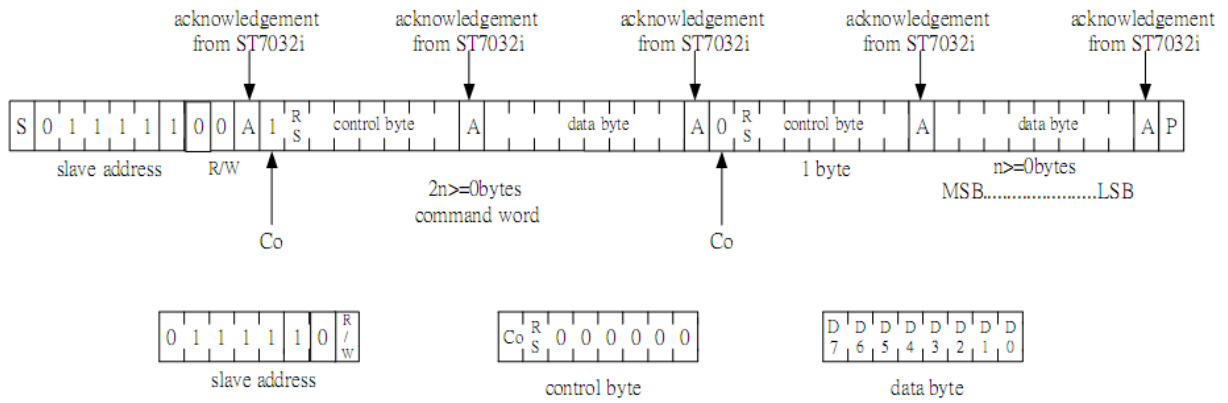 acknowledgement acknowledgement acknowledgement acknowledgement acknowledgement
from ST7032i from ST7032i from ST7032i from ST7032i from ST7032i
S 0 1 1 1 1 1 0 0 A 1 RS control byte A data byte A 0 RS control byte A data byte A P
slave address R/W 1 byte n>=0bytes
2n>=0bytes MSB.......................LSB
command word
Co Co
0 1 1 1 1 1 0 R/W Co RS 0 0 0 0 0 0 D7 D6 D5 D4 D3 D2 D1 D0
slave address control byte data byte